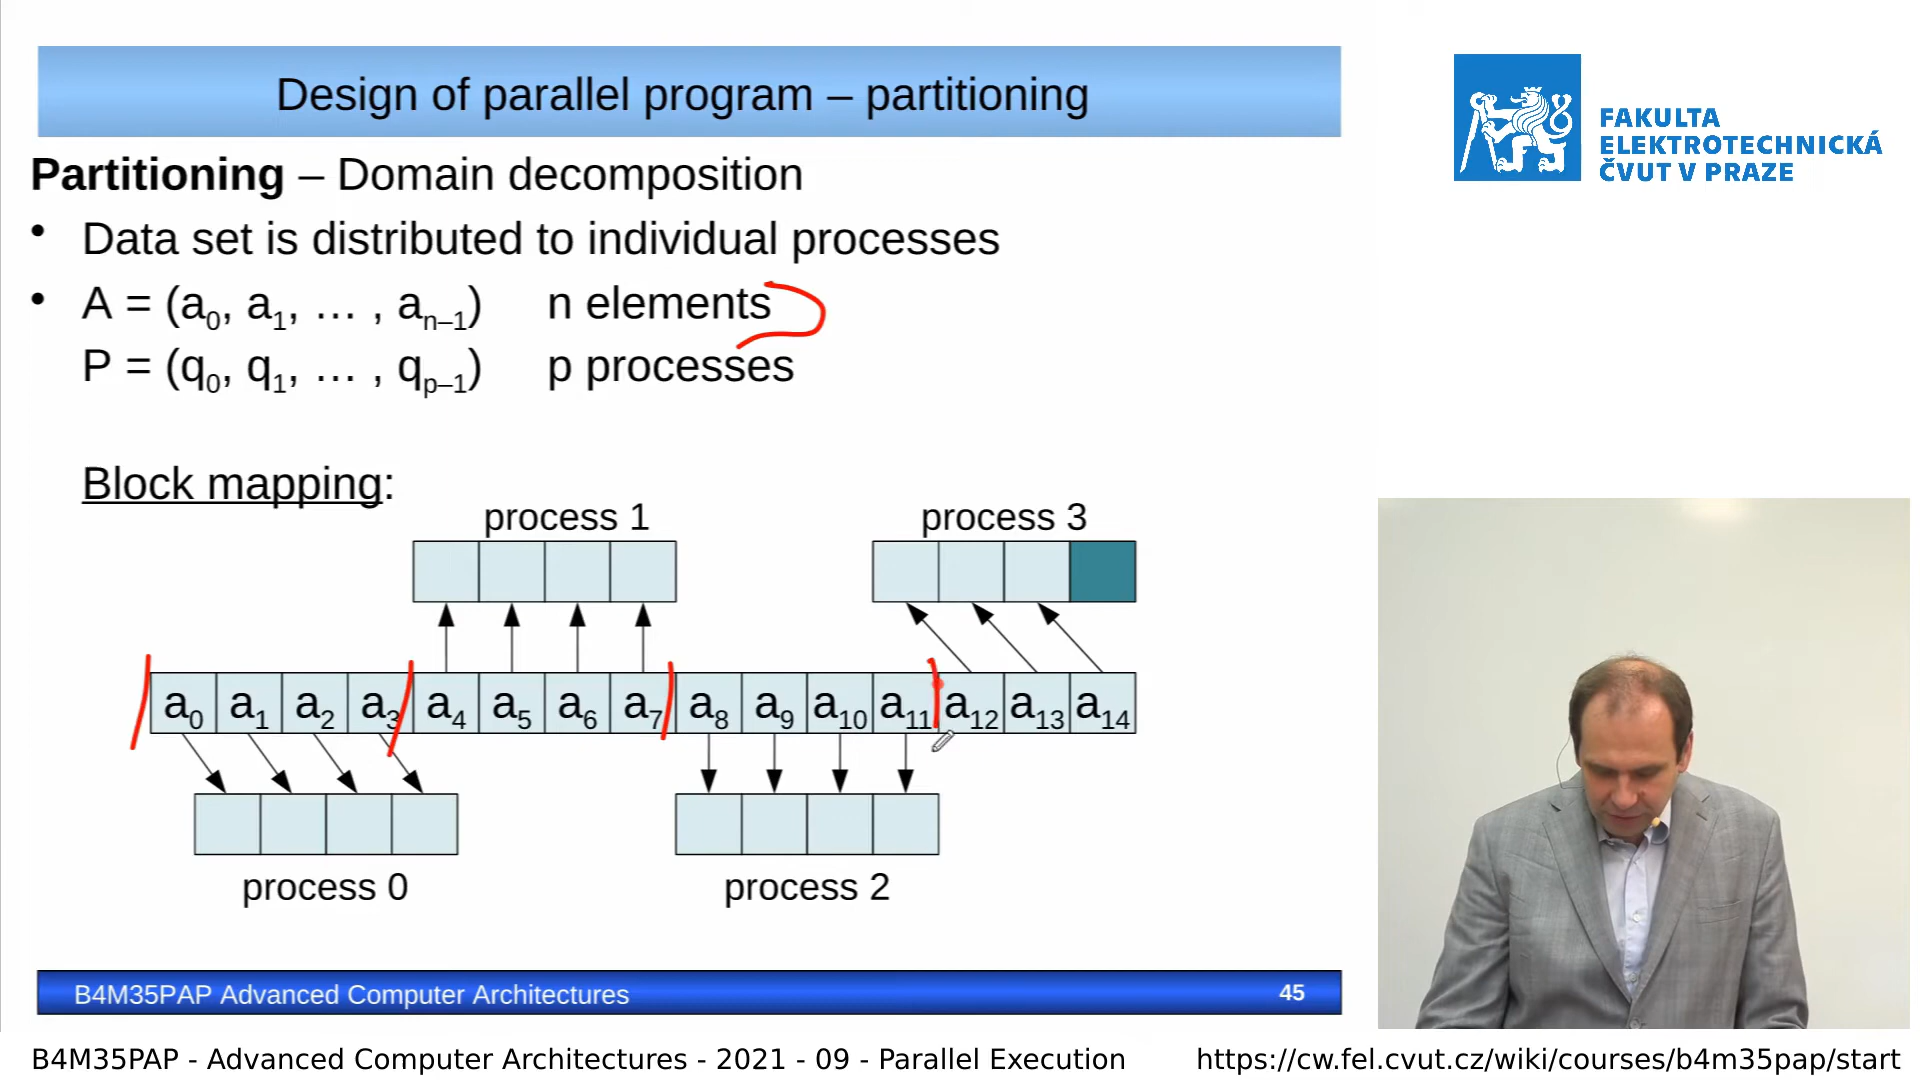 Design of parallel program – partitioning
Partitioning – Domain decomposition
• Data set is distributed to individual processes
• A = (a0, a1, … , an–1) n elements
P = (q0, q1, … , qp–1) p processes
Block mapping:
process 1 process 3
a0 a1 a2 a3 a4 a5 a6 a7 a8 a9 a10 a11 a12 a13 a14
process 0 process 2
B4M35PAP Advanced Computer Architectures 45
FAKULTA
ELEKTROTECHNICKÁ
ČVUT V PRAZE
B4M35PAP - Advanced Computer Architectures - 2021 - 09 - Parallel Execution https://cw.fel.cvut.cz/wiki/courses/b4m35pap/start